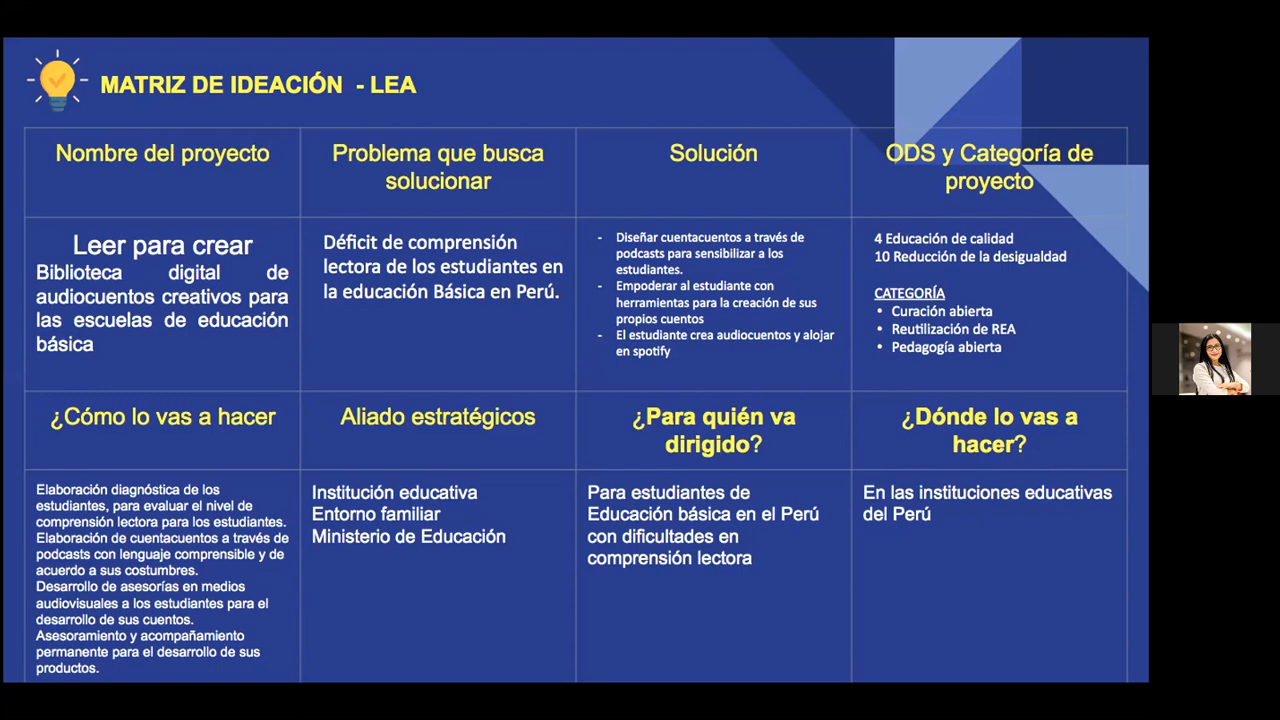 MATRIZ DE IDEACIÓN - LEA
Nombre del proyecto
Problema que busca
solucionar
Solución
ODS y Categoría de
proyecto
Leer para crear
Biblioteca digital de
audiocuentos creativos para
las escuelas de educación
básica
Déficit de comprensión
lectora de los estudiantes en
la educación Básica en Perú.
- Diseñar cuentacuentos a través de
podcasts para sensibilizar a los
estudiantes.
- Empoderar al estudiante con
herramientas para la creación de sus
propios cuentos
- El estudiante crea audiocuentos y alojar
en spotify
4 Educación de calidad
10 Reducción de la desigualdad
CATEGORÍA
• Curación abierta
• Reutilización de REA
• Pedagogía abierta
¿Cómo lo vas a hacer
Aliado estratégicos
¿Para quién va
dirigido?
¿Dónde lo vas a
hacer?
Elaboración diagnóstica de los
estudiantes, para evaluar el nivel de
comprensión lectora para los estudiantes.
Elaboración de cuentacuentos a través de
podcasts con lenguaje comprensible y de
acuerdo a sus costumbres.
Desarrollo de asesorías en medios
audiovisuales a los estudiantes para el
desarrollo de sus cuentos.
Asesoramiento y acompañamiento
permanente para el desarrollo de sus
productos.
Institución educativa
Entorno familiar
Ministerio de Educación
Para estudiantes de
Educación básica en el Perú
con dificultades en
comprensión lectora
En las instituciones educativas
del Perú